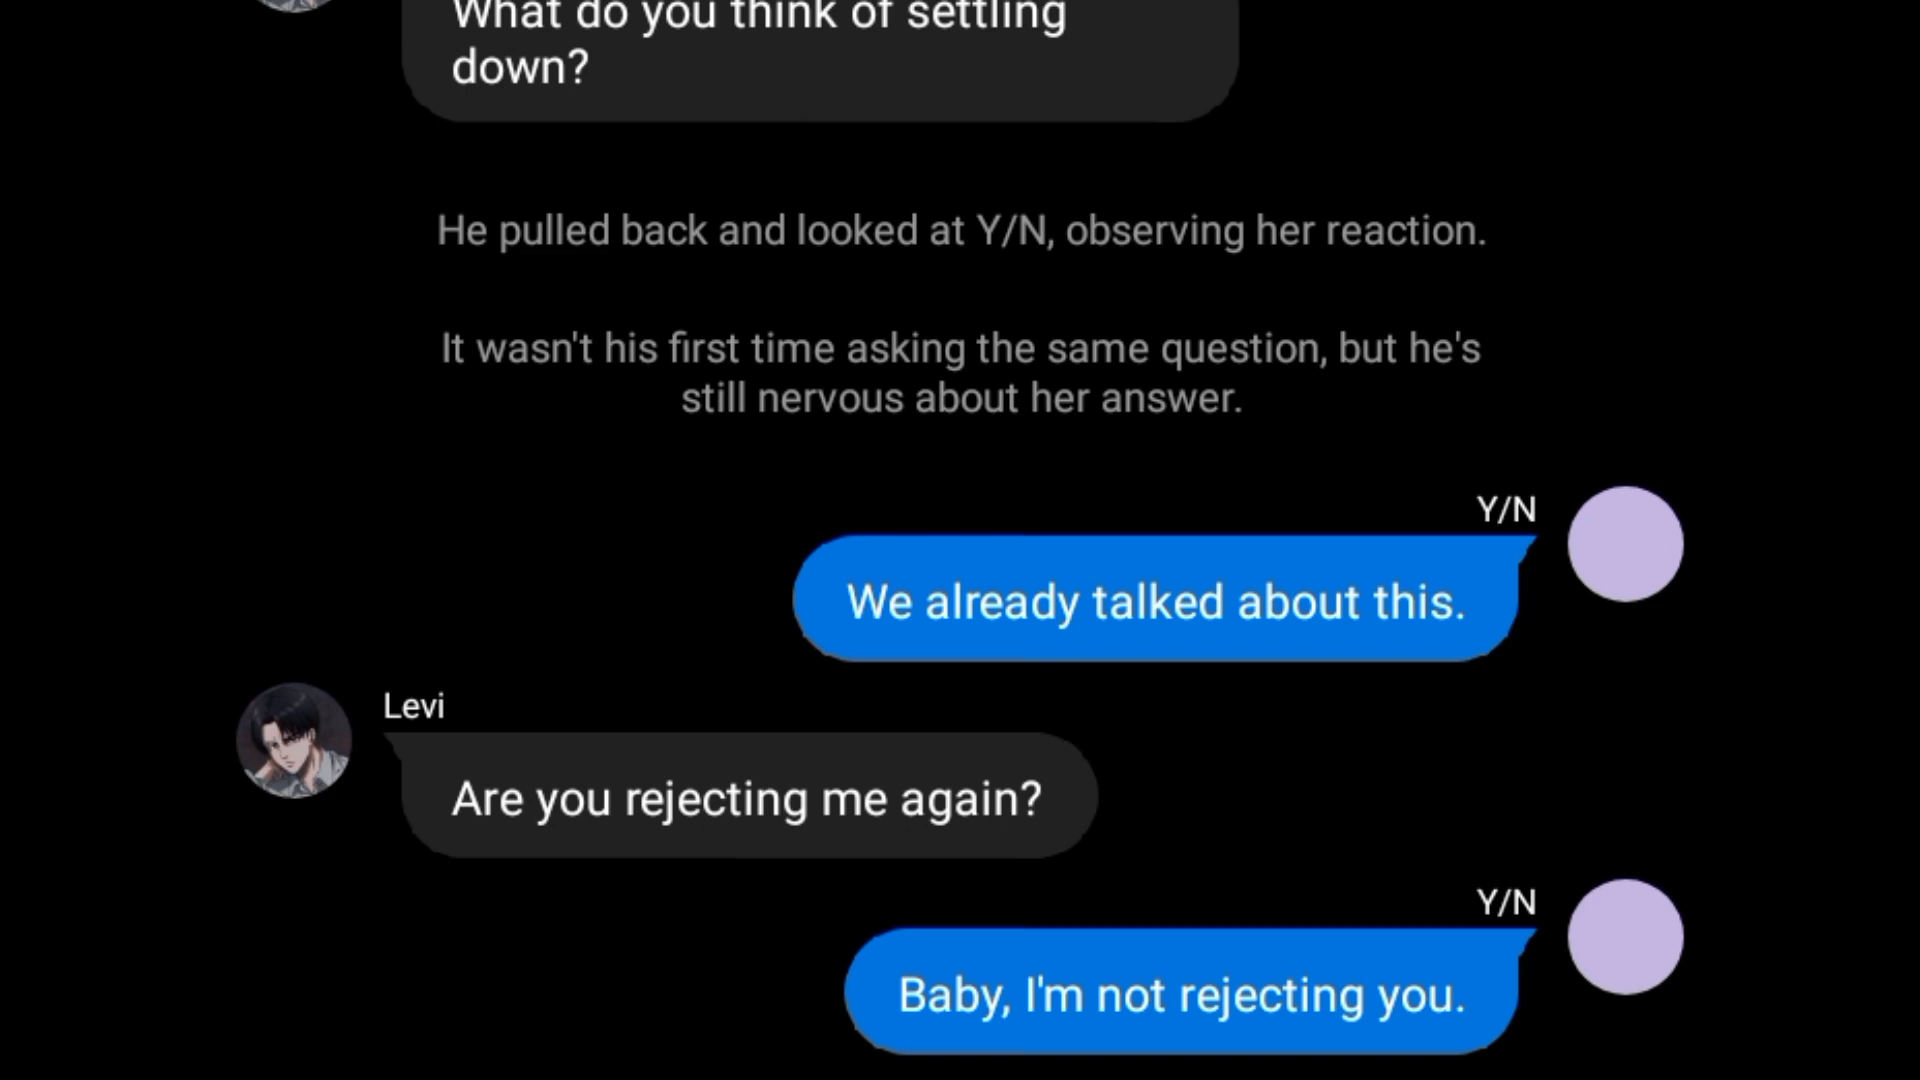 What do you think of settling
down?
He pulled back and looked at Y/N, observing her reaction.
It wasn't his first time asking the same question, but he's
still nervous about her answer.
Y/N
We already talked about this.
Levi
Are you rejecting me again?
Y/N
Baby, I'm not rejecting you.